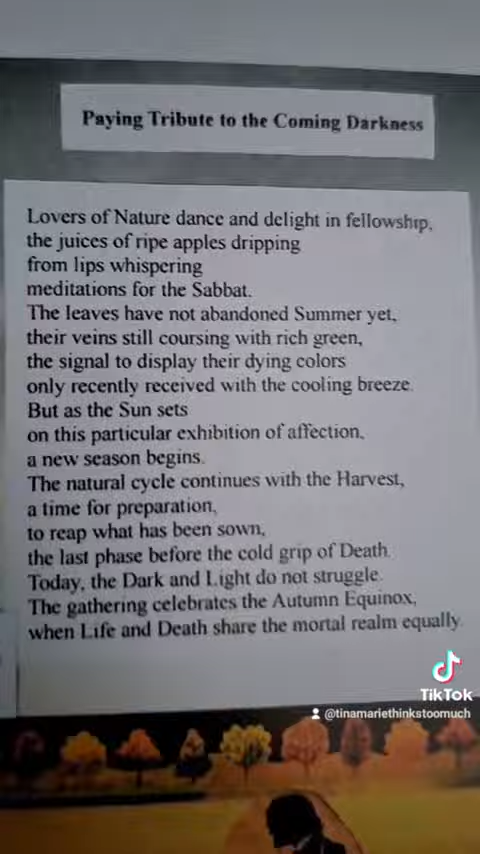 Paying Tribute to the Coming Darkness
Lovers of Nature dance and delight in fellowship,
the juices of ripe apples dripping
from lips whispering
meditations for the Sabbat.
The leaves have not abandoned Summer yet,
their veins still coursing with rich green,
the signal to display their dying colors
only recently received with the cooling breeze.
But as the Sun sets
on this particular exhibition of affection,
a new season begins.
The natural cycle continues with the Harvest,
a time for preparation,
to reap what has been sown,
the last phase before the cold grip of Death.
Today, the Dark and Light do not struggle.
The gathering celebrates the Autumn Equinox,
when Life and Death share the mortal realm equally.
TikTok
@tinamariethinkstoomuch